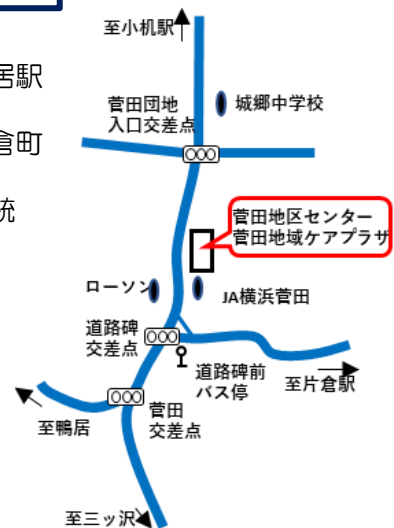 至小机駅
居駅
菅田団地
入口交差点
城郷中学校
倉町
統
菅田地区センター
菅田地域ケアプラザ
ローソン
JA横浜菅田
道路碑
交差点
道路碑前
バス停
至片倉駅
菅田
交差点
至鴨居
至三ッ沢